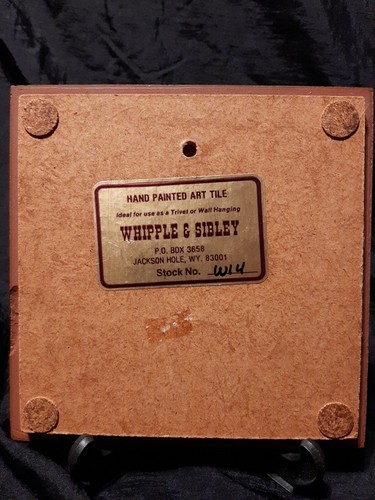 HAND PAINTED ART TILE
Ideal for use as a Trivet or Wall Hanging
WHIPPLE & SIBLEY
P.O. BOX 3658
JACKSON HOLE, WY. 83001
Stock No. W14